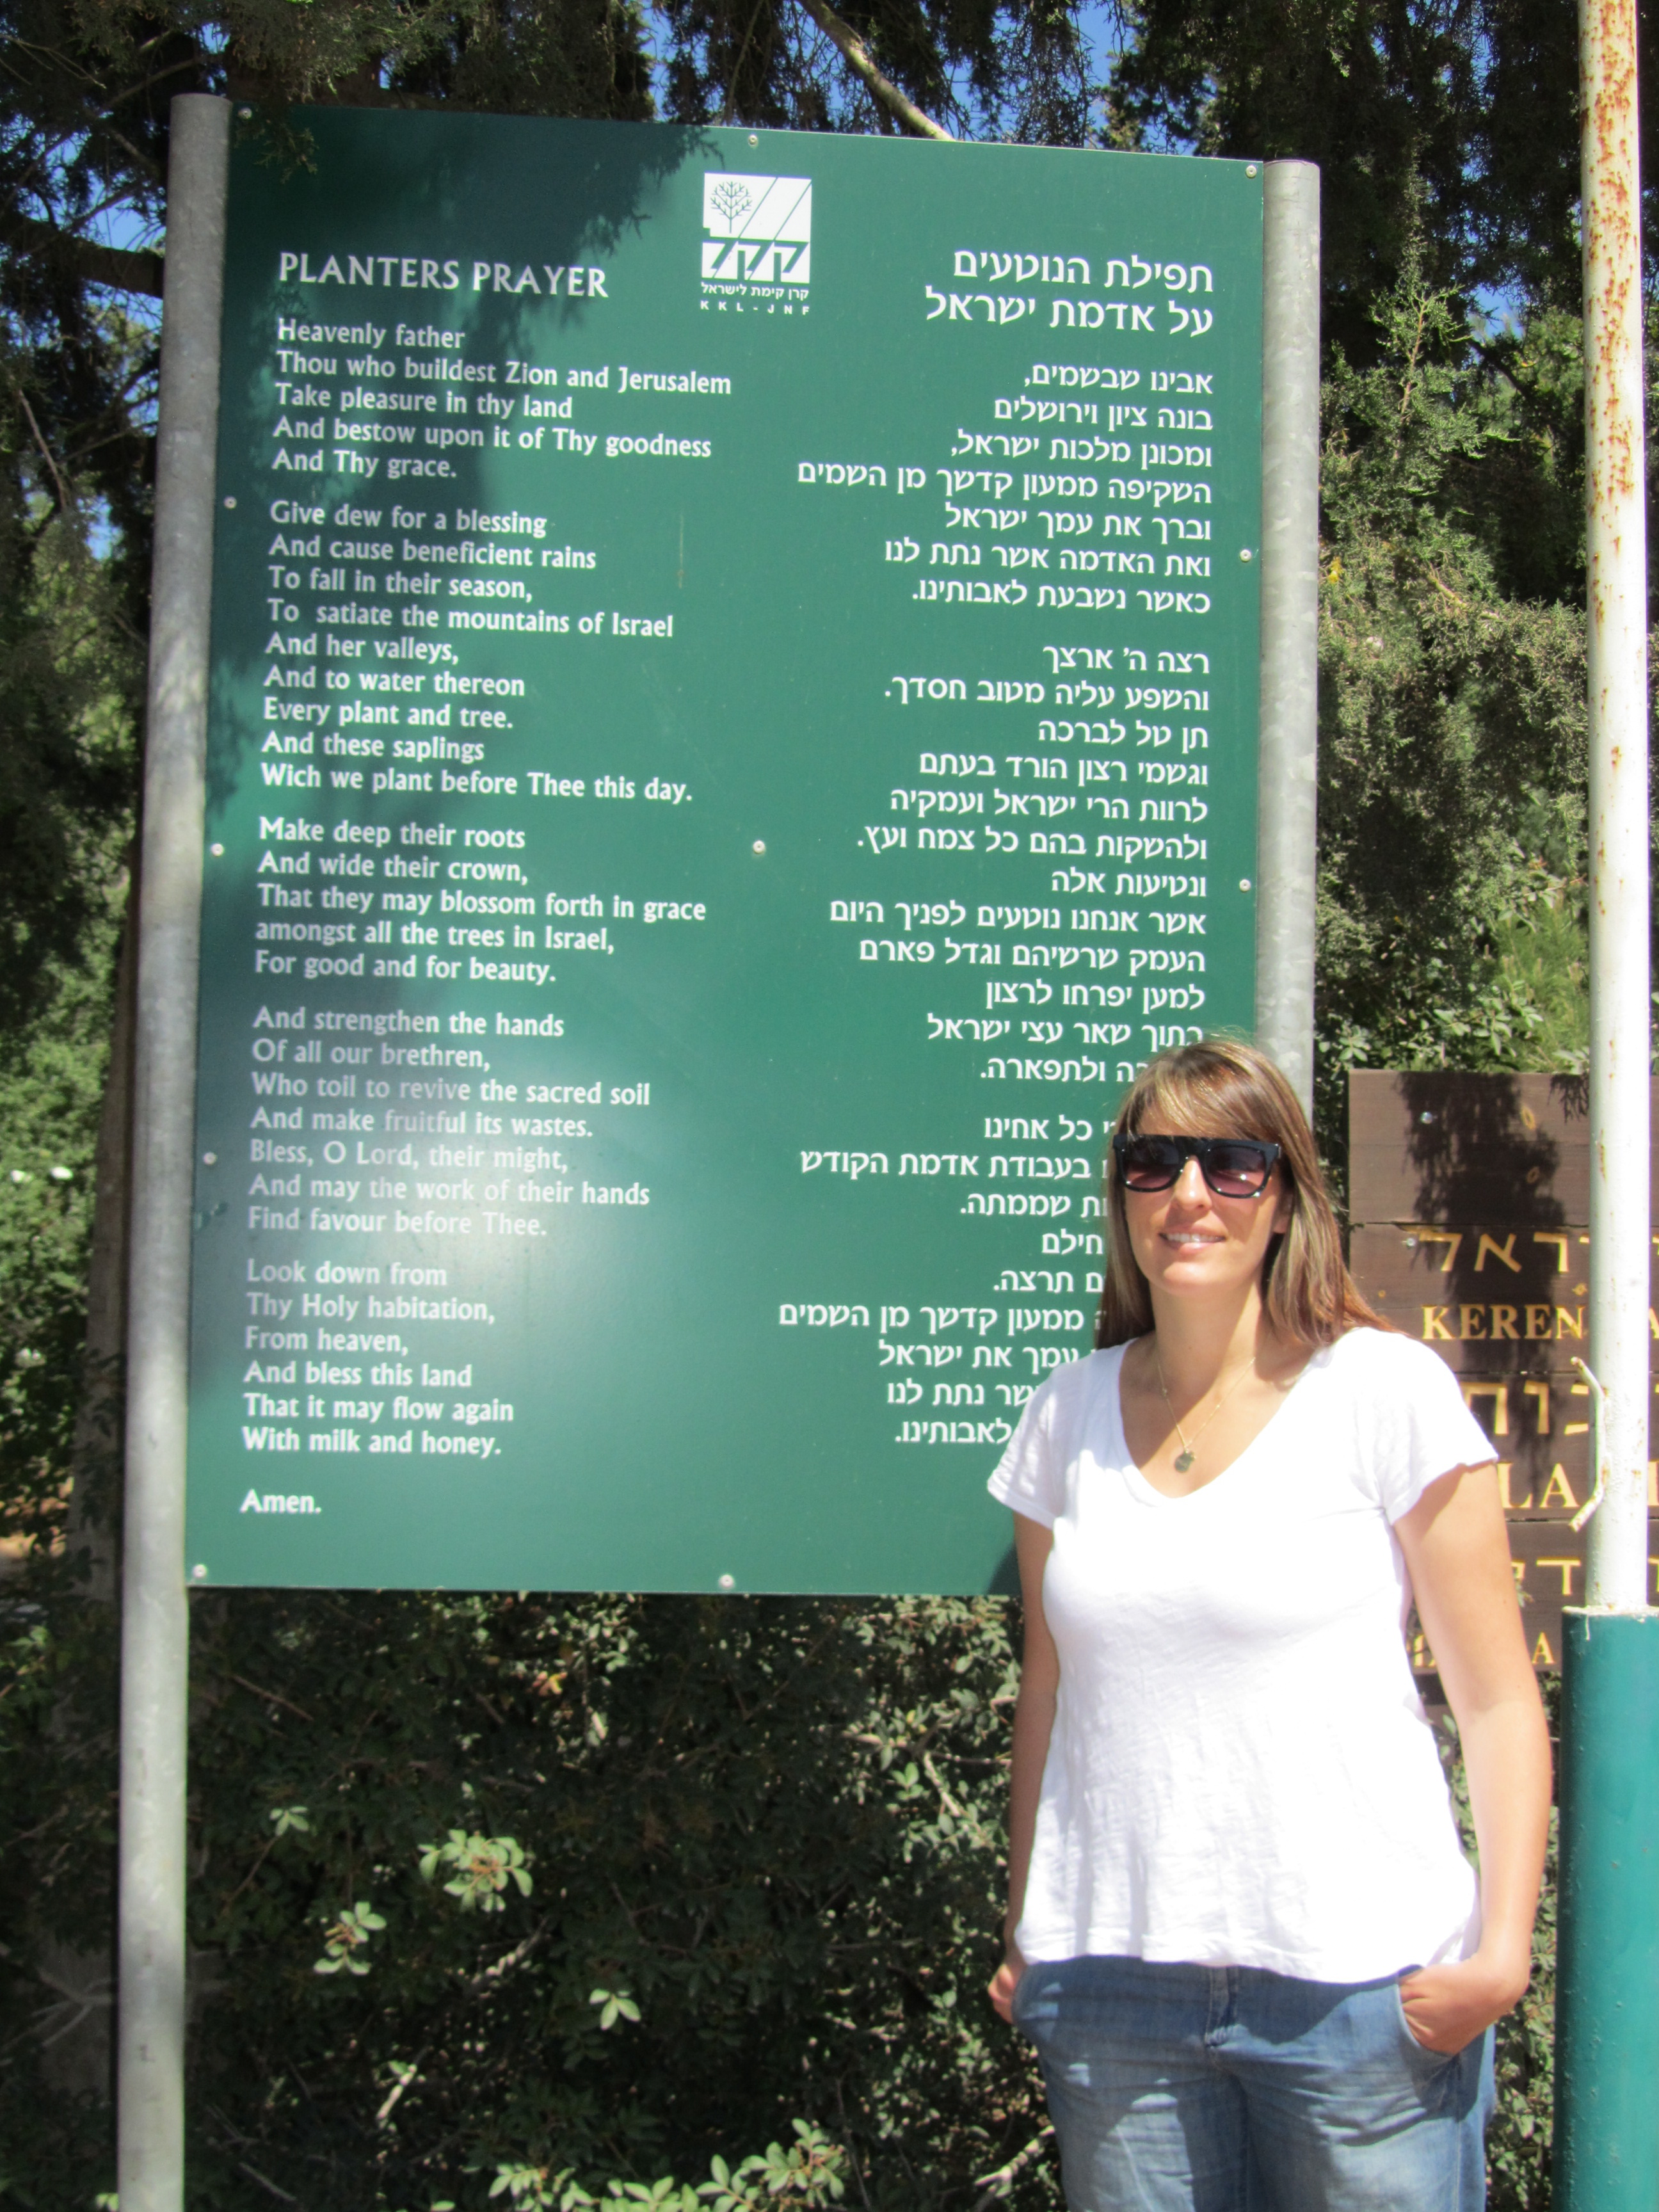 קק״ל
קרן קימת לישראל
KKL-JNF
PLANTERS PRAYER
Heavenly father
Thou who buildest Zion and Jerusalem
Take pleasure in thy land
And bestow upon it of Thy goodness
And Thy grace.
Give dew for a blessing
And cause beneficient rains
To fall in their season,
To satiate the mountains of Israel
And her valleys,
And to water thereon
Every plant and tree.
And these saplings
Wich we plant before Thee this day.
Make deep their roots
And wide their crown,
That they may blossom forth in grace
amongst all the trees in Israel,
For good and for beauty.
And strengthen the hands
Of all our brethren,
Who toil to revive the sacred soil
And make fruitful its wastes.
Bless, O Lord, their might,
And may the work of their hands
Find favour before Thee.
Look down from
Thy Holy habitation,
From heaven,
And bless this land
That it may flow again
With milk and honey.
Amen.
תפילת הנוטעים
על אדמת ישראל
אבינו שבשמים,
בונה ציון וירושלים
ומכונן מלכות ישראל,
השקיפה ממעון קדשך מן השמים
וברך את עמך ישראל
ואת האדמה אשר נתת לנו
כאשר נשבעת לאבותינו.
רצה ה' ארצך
והשפע עליה מטוב חסדך.
תן טל לברכה
וגשמי רצון הורד בעתם
לרוות הרי ישראל ועמקיה
ולהשקות בהם כל צמח ועץ.
ונטיעות אלה
אשר אנחנו נוטעים לפניך היום
העמק שרשיהם וגדל פארם
למען יפרחו לרצון
בתוך שאר עצי ישראל
ולתפארה.
כל אחינו
בעבודת אדמת הקודש
שממתה.
חילם
תרצה.
ממעון קדשך מן השמים
עמך את ישראל
נתת לנו
לאבותינו.
KEREN